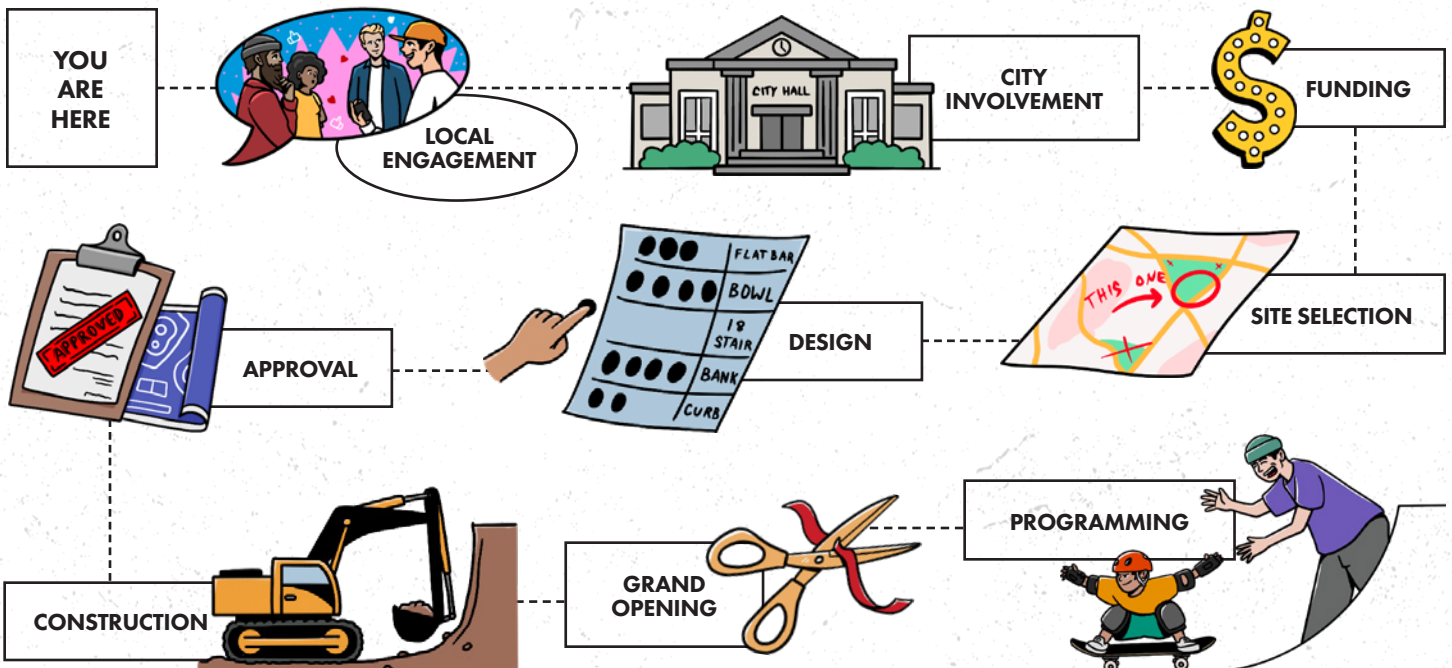 YOU
ARE
HERE
LOCAL
ENGAGEMENT
CITY HALL
CITY
INVOLVEMENT
FUNDING
THIS ONE
SITE SELECTION
FLAT BAR
BOWL
18
STAIR
BANK
CURB
DESIGN
APPROVED
APPROVAL
CONSTRUCTION
GRAND
OPENING
PROGRAMMING